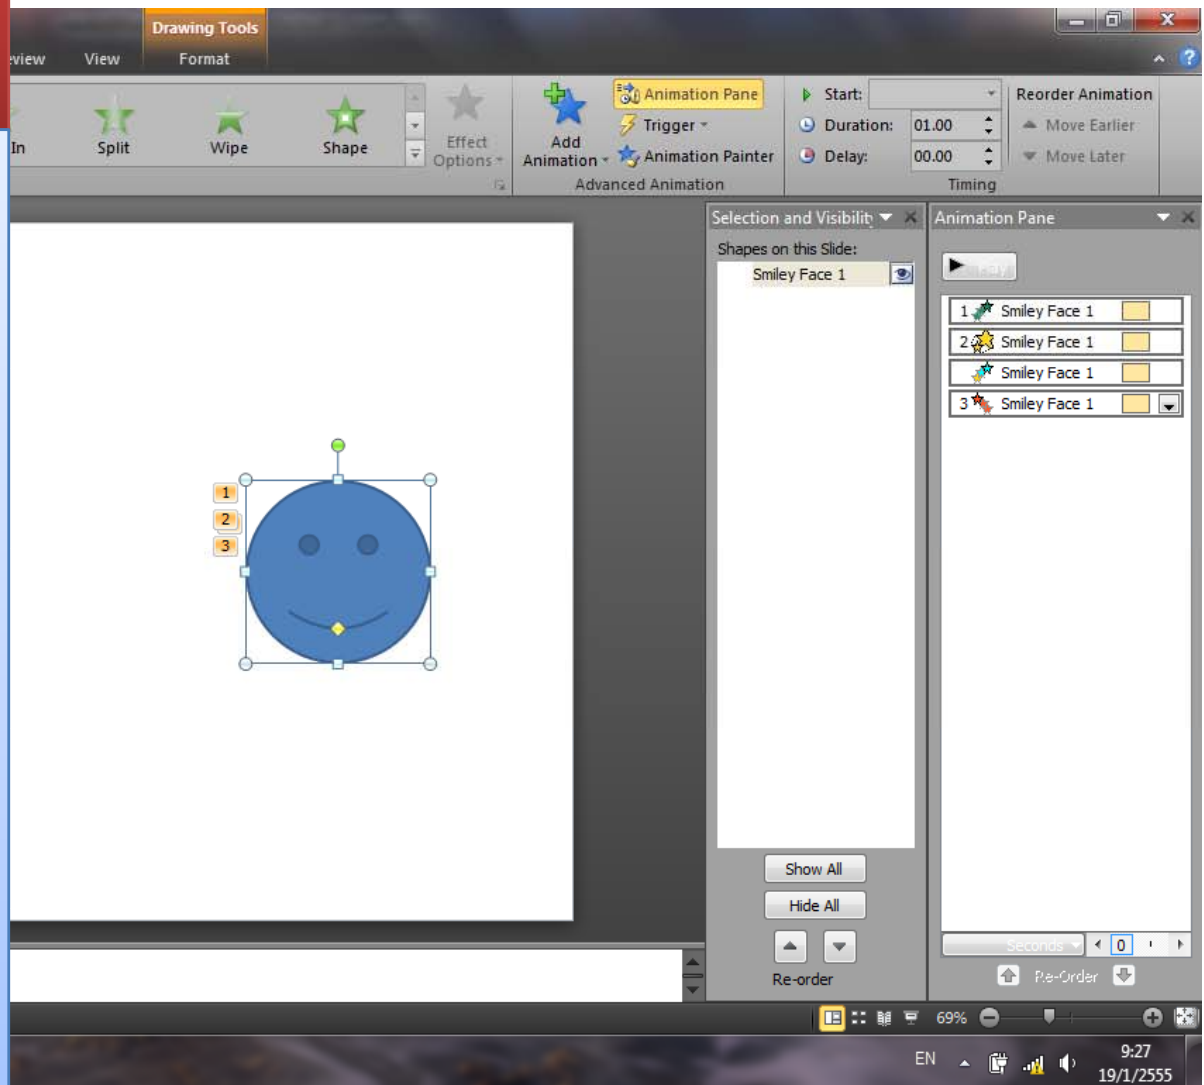 Drawing Tools
eview View Format
In Split Wipe Shape
Effect
Options
Add
Animation
Animation Pane
Trigger
Animation Painter
Advanced Animation
Start:
Duration: 01.00
Delay: 00.00
Timing
Reorder Animation
Move Earlier
Move Later
Selection and Visibilit
Shapes on this Slide:
Smiley Face 1
Show All
Hide All
Re-order
Animation Pane
Play
1 Smiley Face 1
2 Smiley Face 1
Smiley Face 1
3 Smiley Face 1
Seconds 0
Re-Order
1
2
3
69%
EN
9:27
19/1/2555